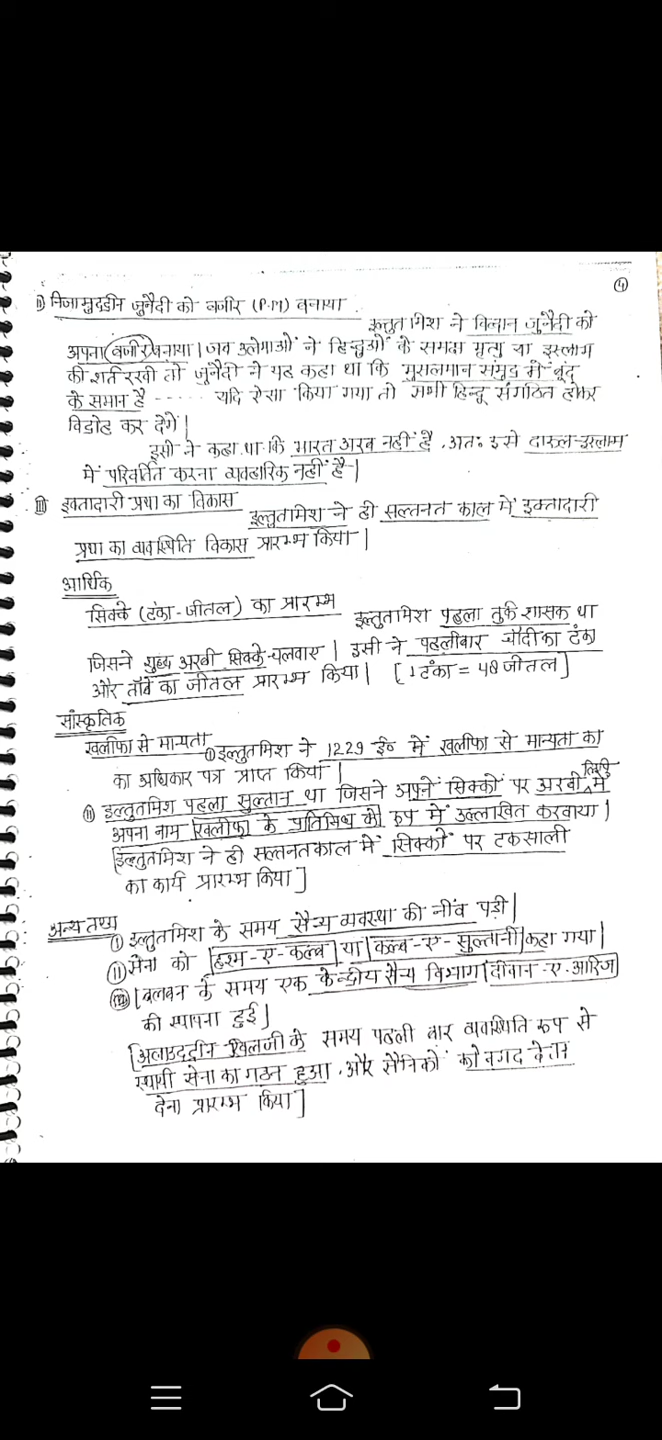 ④
ii) निजामुददीन जुनैदी को वजीर (P.M) बनाया
इल्तुतमिश ने विद्वान जुनैदी को
अपना वजीर बनाया। जब उलेमाओं ने हिन्दुओं के समक्ष मृत्यु या इस्लाम
की शर्त रखी तो जुनैदी ने यह कहा था कि मुसलमान समुद्र में बूंद
के समान है ...... यदि ऐसा किया गया तो सभी हिन्दू संगठित होकर
विद्रोह कर देगें।
इसी ने कहा था कि भारत अरब नहीं है, अतः इसे दारुल-इस्लाम
में परिवर्तित करना व्यवहारिक नहीं है।
iii) इक्तादारी प्रथा का विकास
इल्तुतमिश ने ही सल्तनत काल में इक्तादारी
प्रथा का व्यवस्थिति विकास प्रारम्भ किया।
आर्थिक
सिक्के (टंका-जीतल) का प्रारम्भ
इल्तुतमिश पहला तुर्क शासक था
जिसने शुद्ध अरबी सिक्के चलवाए। इसी ने पहलीबार चाँदी का टंका
और ताँबे का जीतल प्रारम्भ किया। [1टंका = 48 जीतल]
सांस्कृतिक
खलीफा से मान्यता
① इल्तुतमिश ने 1229 ई० में खलीफा से मान्यता का
का अधिकार पत्र प्राप्त किया।
⑪ इल्तुतमिश पहला सुल्तान था जिसने अपने सिक्कों पर अरबी लिपि में
अपना नाम खलीफा के प्रतिनिध के रूप में उल्लाखित करवाया।
[इल्तुतमिश ने ही सल्तनतकाल में सिक्कों पर टकसाली
का कार्य प्रारम्भ किया]
अन्य तथ्य
① इल्तुतमिश के समय सैन्य व्यवस्था की नींव पड़ी।
⑪ सेना को हश्म-ए-कल्ब या कल्ब-ए-सुल्तानी कहा गया।
iii) [बलबन के समय एक केन्द्रीय सैन्य विभाग दीवान-ए-आरिज
की स्थापना हुई]
[अलाउद्दीन खिलजी के समय पहली बार व्यवस्थिति रूप से
स्थायी सेना का गठन हुआ, और सैनिकों को नगद वेतन
देना प्रारम्भ किया]